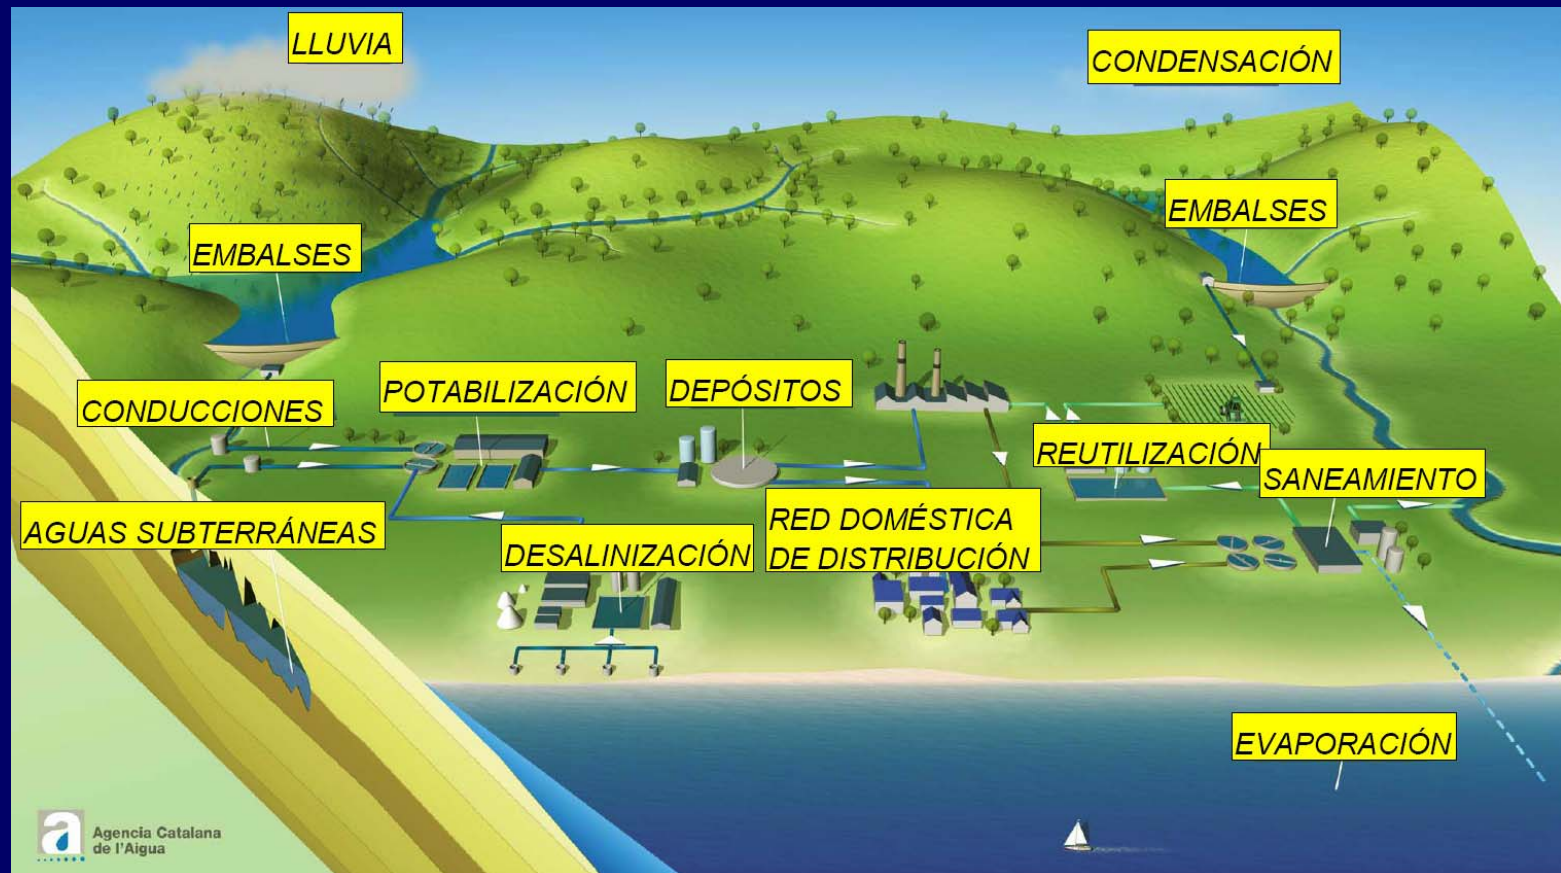 LLUVIA
CONDENSACIÓN
EMBALSES
EMBALSES
CONDUCCIONES
POTABILIZACIÓN
DEPÓSITOS
REUTILIZACIÓN
SANEAMIENTO
AGUAS SUBTERRÁNEAS
DESALINIZACIÓN
RED DOMÉSTICA
DE DISTRIBUCIÓN
EVAPORACIÓN
a
Agencia Catalana
de l'Aigua